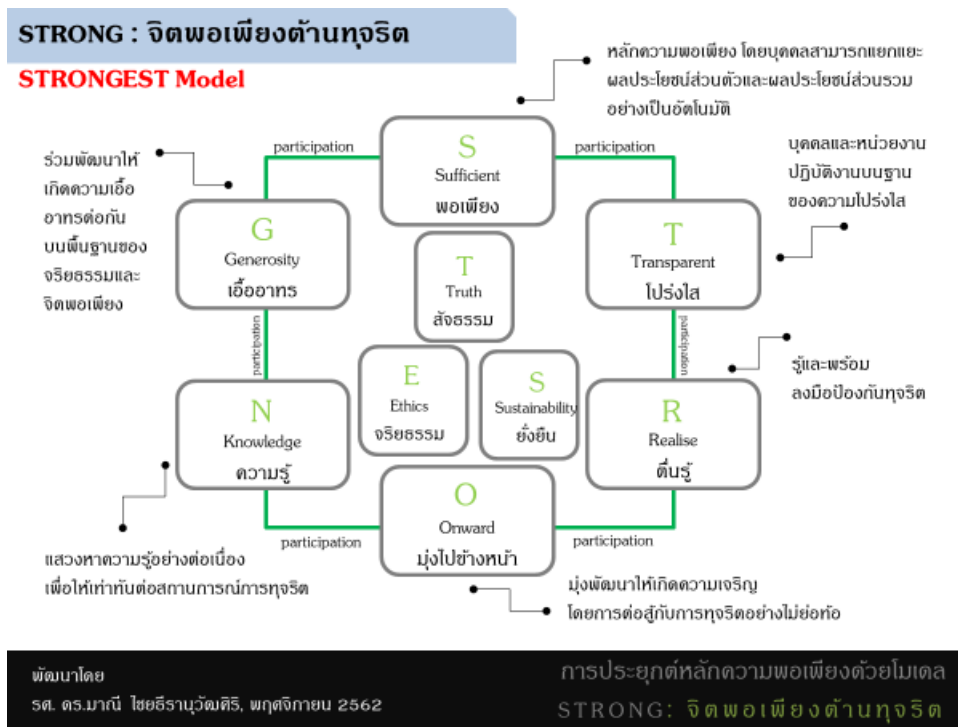 STRONG : จิตพอเพียงต้านทุจริต
STRONGEST Model
หลักความพอเพียง โดยบุคคลสามารถแยกแยะ
ผลประโยชน์ส่วนตัวและผลประโยชน์ส่วนรวม
อย่างเป็นอัตโนมัติ
participation
S
Sufficient
พอเพียง
participation
บุคคลและหน่วยงาน
ปฏิบัติงานบนฐาน
ของความโปร่งใส
ร่วมพัฒนาให้
เกิดความเอื้อ
อาทรต่อกัน
บนพื้นฐานของ
จริยธรรมและ
จิตพอเพียง
G
Generosity
เอื้ออาทร
T
Truth
สัจธรรม
T
Transparent
โปร่งใส
participation
participation
รู้และพร้อม
ลงมือป้องกันทุจริต
E
Ethics
จริยธรรม
S
Sustainability
ยั่งยืน
N
Knowledge
ความรู้
R
Realise
ตื่นรู้
participation
O
Onward
มุ่งไปข้างหน้า
participation
แสวงหาความรู้อย่างต่อเนื่อง
เพื่อให้เท่าทันต่อสถานการณ์การทุจริต
มุ่งพัฒนาให้เกิดความเจริญ
โดยการต่อสู้กับการทุจริตอย่างไม่ย่อท้อ
พัฒนาโดย
รศ. ดร.มาณี ไชยธีรานุวัฒศิริ, พฤศจิกายน 2562
การประยุกต์หลักความพอเพียงด้วยโมเดล
STRONG: จิตพอเพียงต้านทุจริต